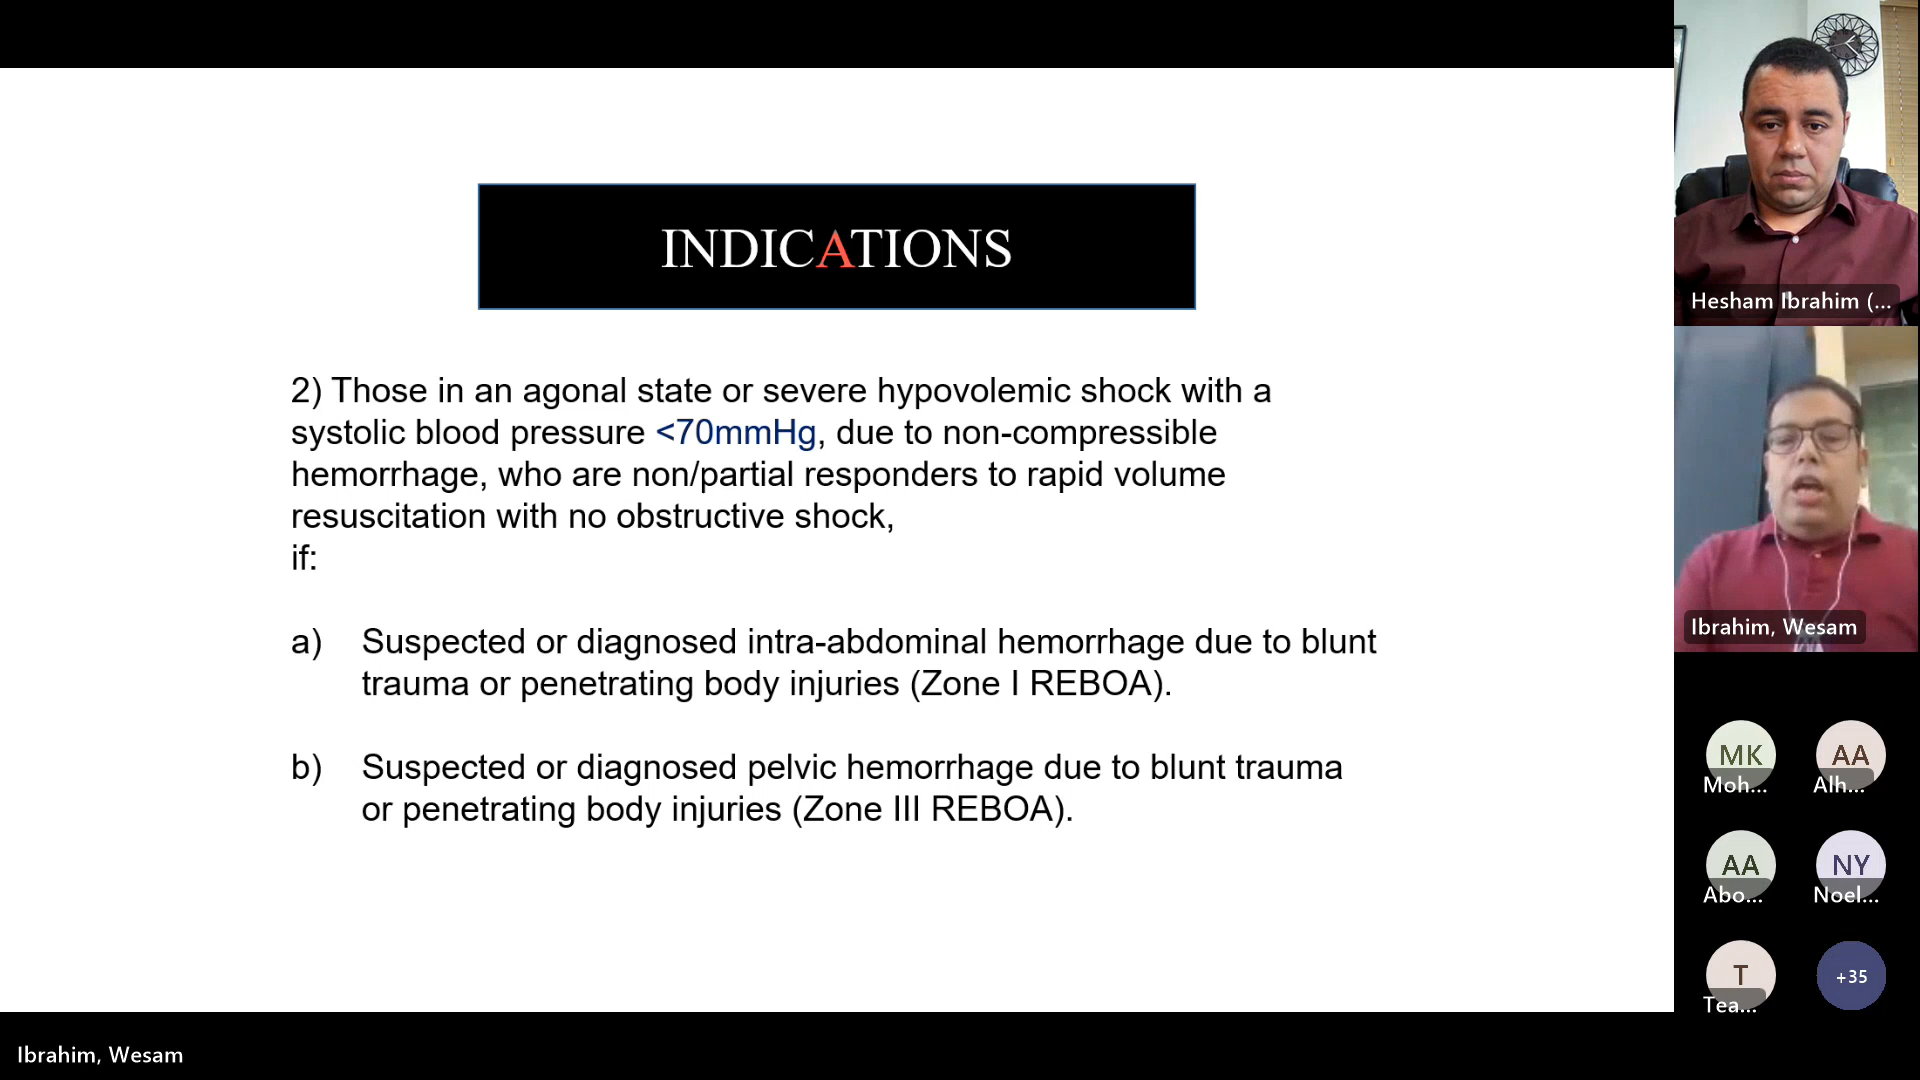 INDICATIONS
2) Those in an agonal state or severe hypovolemic shock with a
systolic blood pressure <70mmHg, due to non-compressible
hemorrhage, who are non/partial responders to rapid volume
resuscitation with no obstructive shock,
if:
a) Suspected or diagnosed intra-abdominal hemorrhage due to blunt
trauma or penetrating body injuries (Zone I REBOA).
b) Suspected or diagnosed pelvic hemorrhage due to blunt trauma
or penetrating body injuries (Zone III REBOA).
Hesham Ibrahim (...
Ibrahim, Wesam
MK
Moh...
AA
Alh...
AA
Abo...
NY
Noel...
T
Tea...
+35
Ibrahim, Wesam